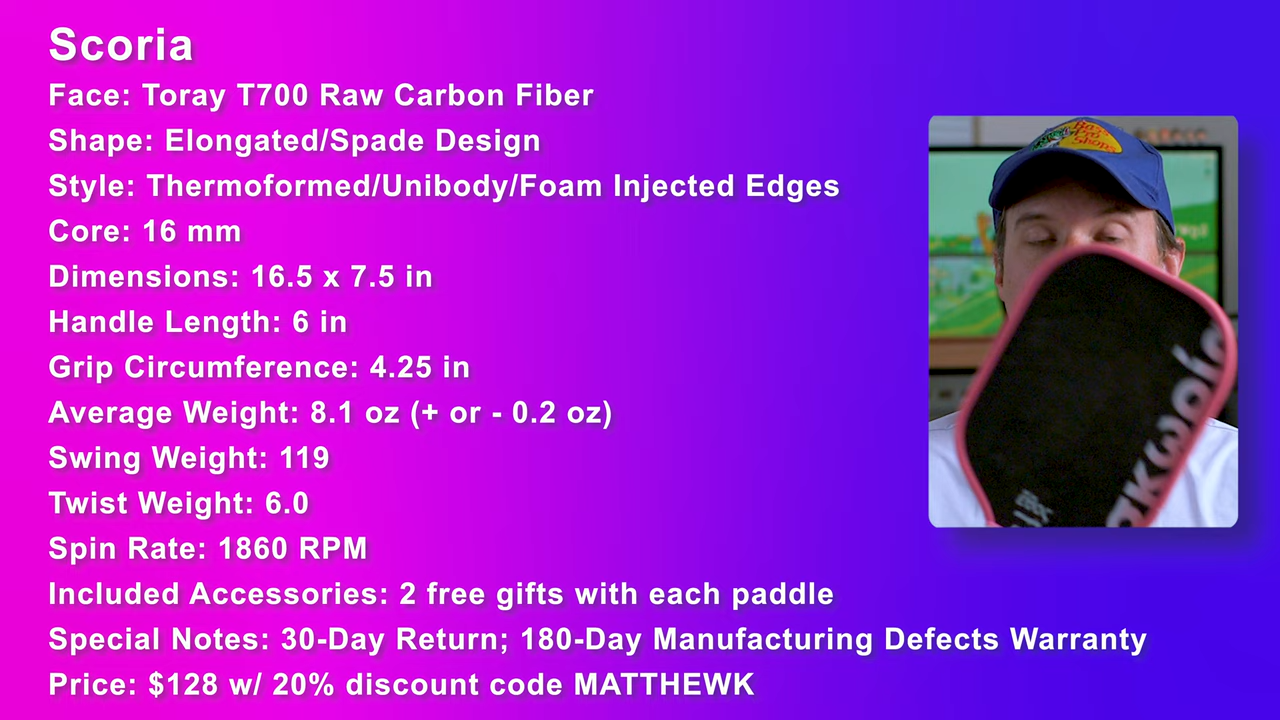 Scoria
Face: Toray T700 Raw Carbon Fiber
Shape: Elongated/Spade Design
Style: Thermoformed/Unibody/Foam Injected Edges
Core: 16 mm
Dimensions: 16.5 x 7.5 in
Handle Length: 6 in
Grip Circumference: 4.25 in
Average Weight: 8.1 oz (+ or - 0.2 oz)
Swing Weight: 119
Twist Weight: 6.0
Spin Rate: 1860 RPM
Included Accessories: 2 free gifts with each paddle
Special Notes: 30-Day Return; 180-Day Manufacturing Defects Warranty
Price: $128 w/ 20% discount code MATTHEWK
Bass
Pro
Shops